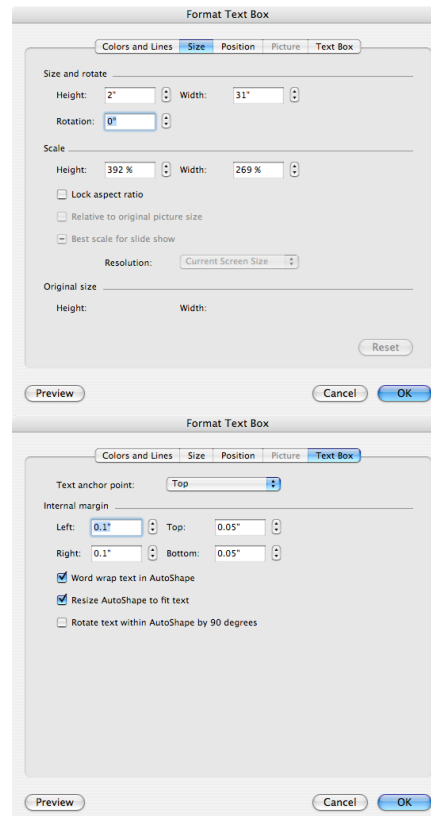 Format Text Box
Colors and Lines Size Position Picture Text Box
Size and rotate
Height: 2" Width: 31"
Rotation: 0°
Scale
Height: 392 % Width: 269 %
Lock aspect ratio
Relative to original picture size
Best scale for slide show
Resolution: Current Screen Size
Original size
Height: Width:
Reset
Preview Cancel OK
Format Text Box
Colors and Lines Size Position Picture Text Box
Text anchor point: Top
Internal margin
Left: 0.1" Top: 0.05"
Right: 0.1" Bottom: 0.05"
Word wrap text in AutoShape
Resize AutoShape to fit text
Rotate text within AutoShape by 90 degrees
Preview Cancel OK